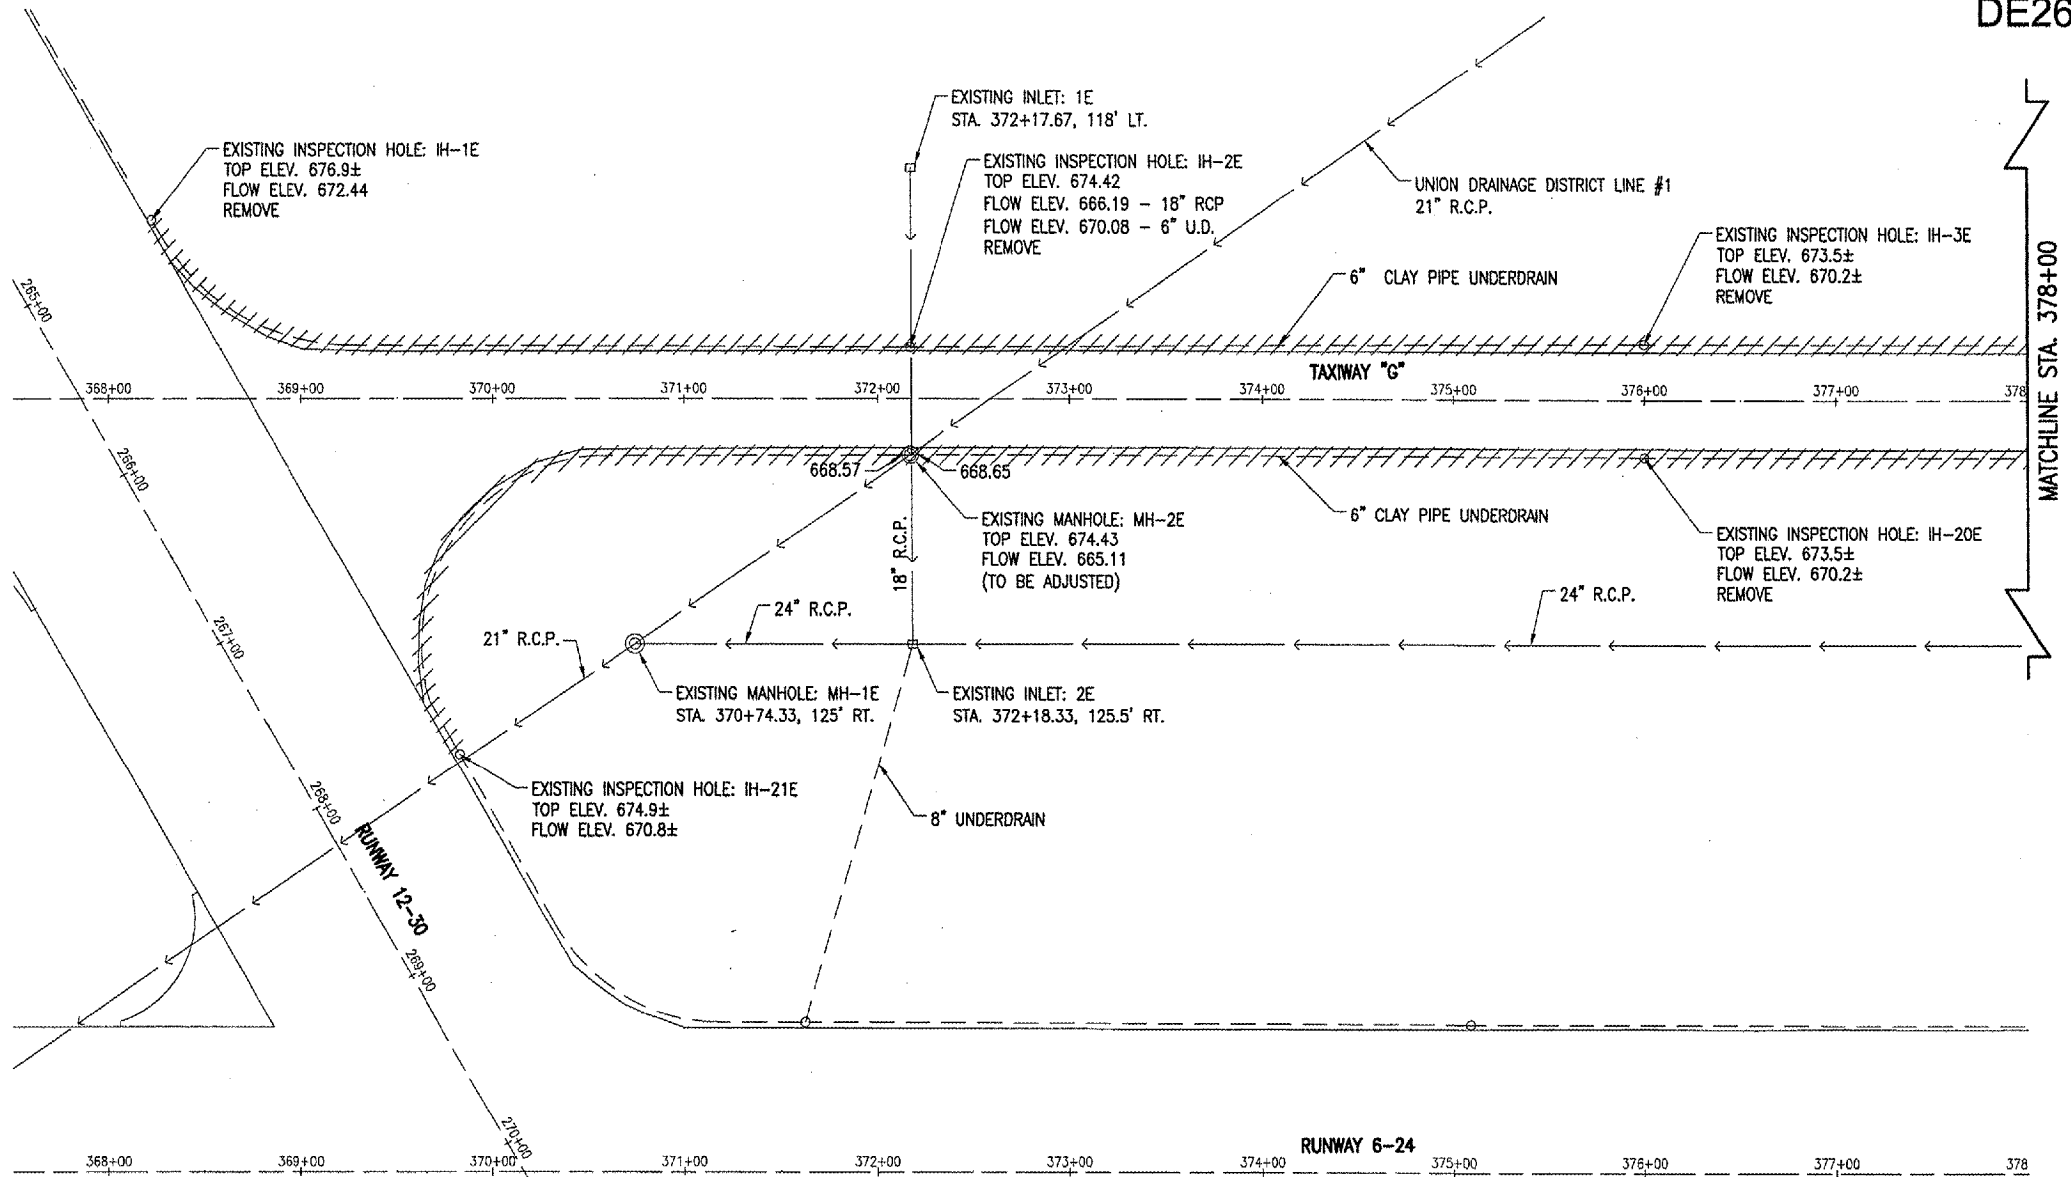 DE26
EXISTING INLET: 1E
STA. 372+17.67, 118' LT.
EXISTING INSPECTION HOLE: IH-1E
TOP ELEV. 676.9±
FLOW ELEV. 672.44
REMOVE
EXISTING INSPECTION HOLE: IH-2E
TOP ELEV. 674.42
FLOW ELEV. 666.19 - 18" RCP
FLOW ELEV. 670.08 - 6" U.D.
REMOVE
UNION DRAINAGE DISTRICT LINE #1
21" R.C.P.
EXISTING INSPECTION HOLE: IH-3E
TOP ELEV. 673.5±
FLOW ELEV. 670.2±
REMOVE
6" CLAY PIPE UNDERDRAIN
MATCHLINE STA. 378+00
TAXIWAY "G"
368+00 369+00 370+00 371+00 372+00 373+00 374+00 375+00 376+00 377+00 378
265+00
266+00
267+00
268+00
269+00
270+00
668.57
668.65
18" R.C.P.
EXISTING MANHOLE: MH-2E
TOP ELEV. 674.43
FLOW ELEV. 665.11
(TO BE ADJUSTED)
6" CLAY PIPE UNDERDRAIN
EXISTING INSPECTION HOLE: IH-20E
TOP ELEV. 673.5±
FLOW ELEV. 670.2±
REMOVE
24" R.C.P.
24" R.C.P.
21" R.C.P.
EXISTING MANHOLE: MH-1E
STA. 370+74.33, 125' RT.
EXISTING INLET: 2E
STA. 372+18.33, 125.5' RT.
EXISTING INSPECTION HOLE: IH-21E
TOP ELEV. 674.9±
FLOW ELEV. 670.8±
8" UNDERDRAIN
RUNWAY 12-30
RUNWAY 6-24
368+00 369+00 370+00 371+00 372+00 373+00 374+00 375+00 376+00 377+00 378